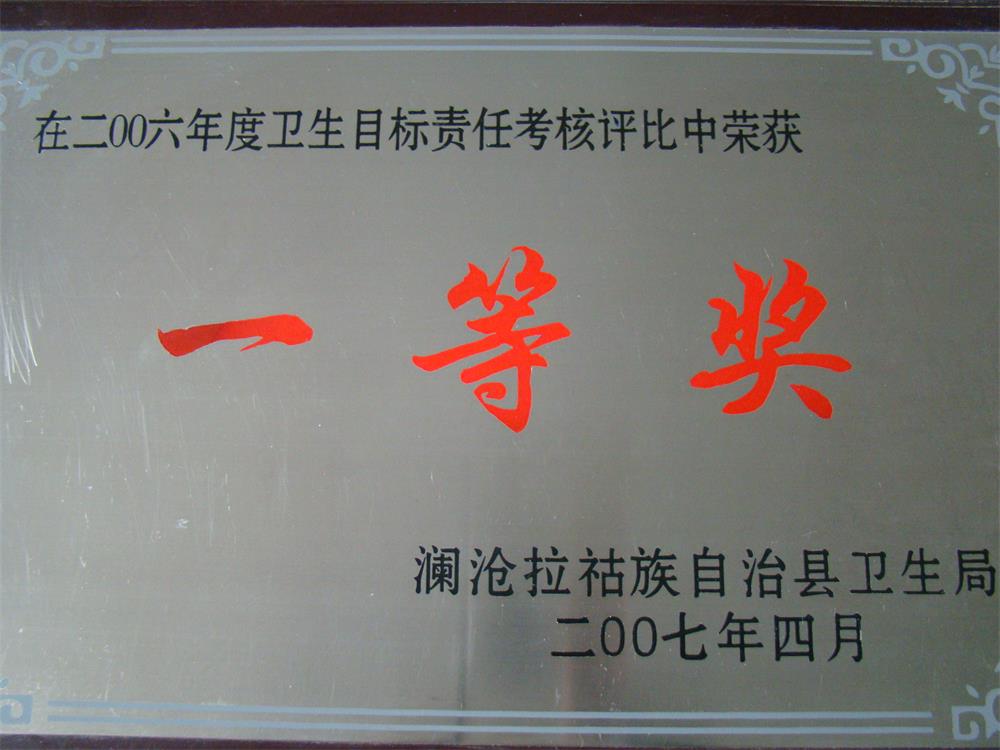 在二00六年度卫生目标责任考核评比中荣获
一等奖
澜沧拉祜族自治县卫生局
二00七年四月